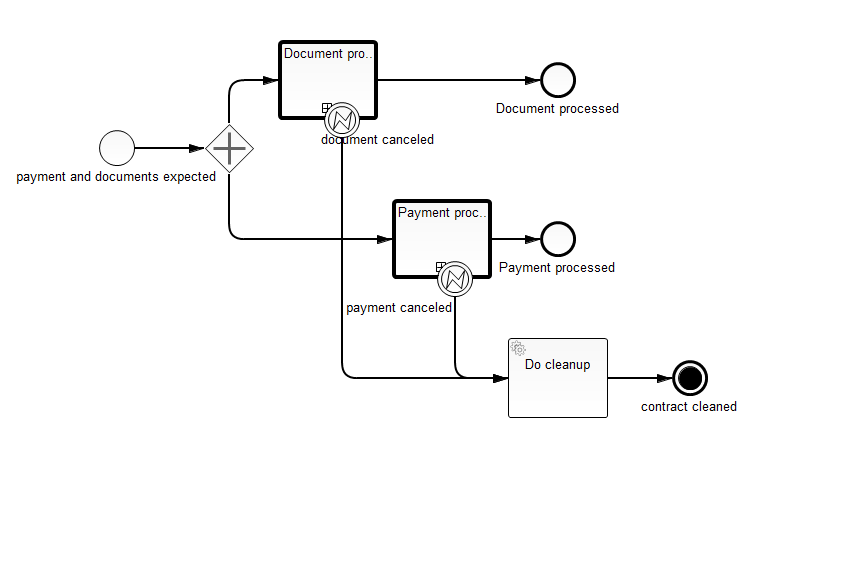 Document pro..
Document processed
document canceled
payment and documents expected
Payment proc..
Payment processed
payment canceled
Do cleanup
contract cleaned